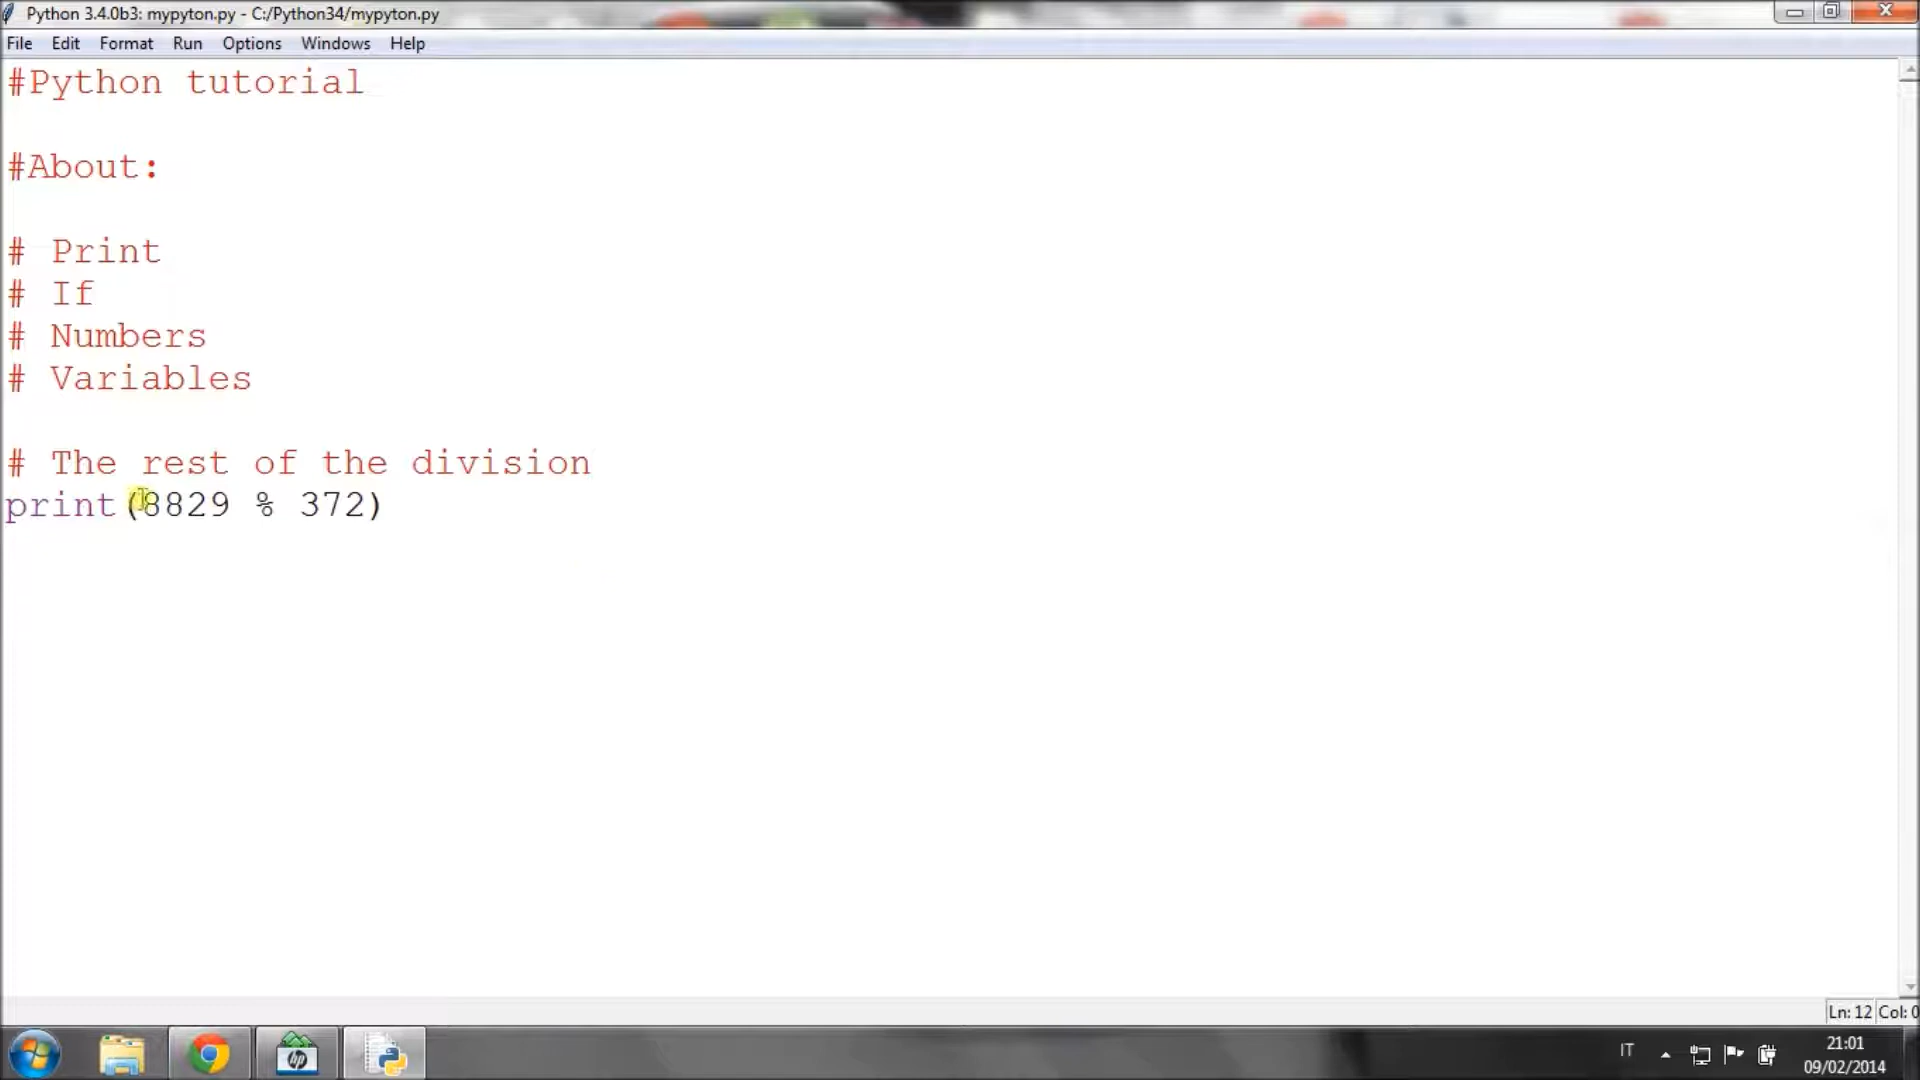 Python 3.4.0b3: mypyton.py - C:/Python34/mypyton.py
File Edit Format Run Options Windows Help
#Python tutorial
#About:
# Print
# If
# Numbers
# Variables
# The rest of the division
print(8829 % 372)
Ln: 12 Col: 0
hp
IT
21:01
09/02/2014